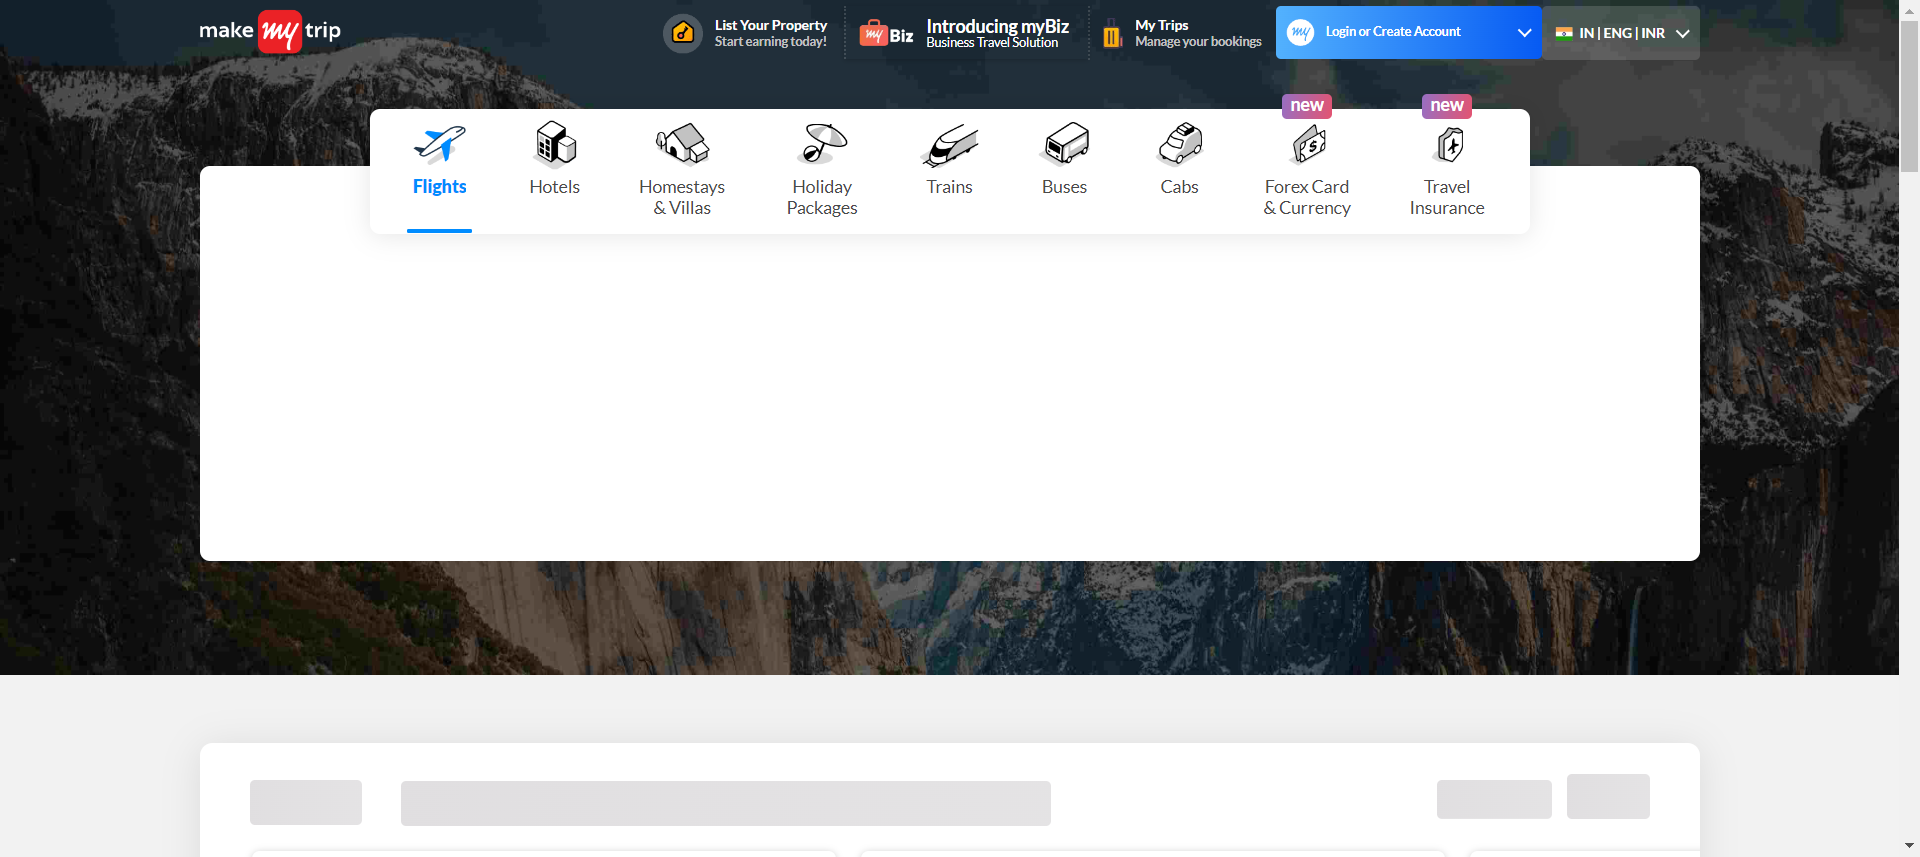 make my trip
List Your Property
Start earning today!
my Biz
Introducing myBiz
Business Travel Solution
My Trips
Manage your bookings
my
Login or Create Account
IN | ENG | INR
new
new
Flights
Hotels
Homestays
& Villas
Holiday
Packages
Trains
Buses
Cabs
Forex Card
& Currency
Travel
Insurance